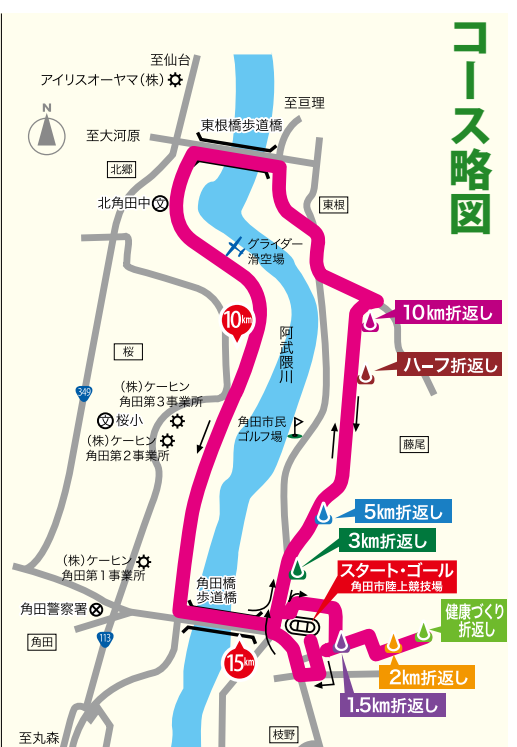 コース略図
至仙台
アイリスオーヤマ(株)
N
至亘理
東根橋歩道橋
至大河原
北郷
北角田中
文
東根
グライダー
滑空場
10km折返し
10km
阿武隈川
桜
ハーフ折返し
349
(株)ケーヒン
角田第3事業所
文
桜小
角田市民
ゴルフ場
(株)ケーヒン
角田第2事業所
藤尾
5km折返し
3km折返し
(株)ケーヒン
角田第1事業所
スタート・ゴール
角田市陸上競技場
角田橋
歩道橋
角田警察署
健康づくり
折返し
角田
113
15km
2km折返し
1.5km折返し
至丸森
枝野